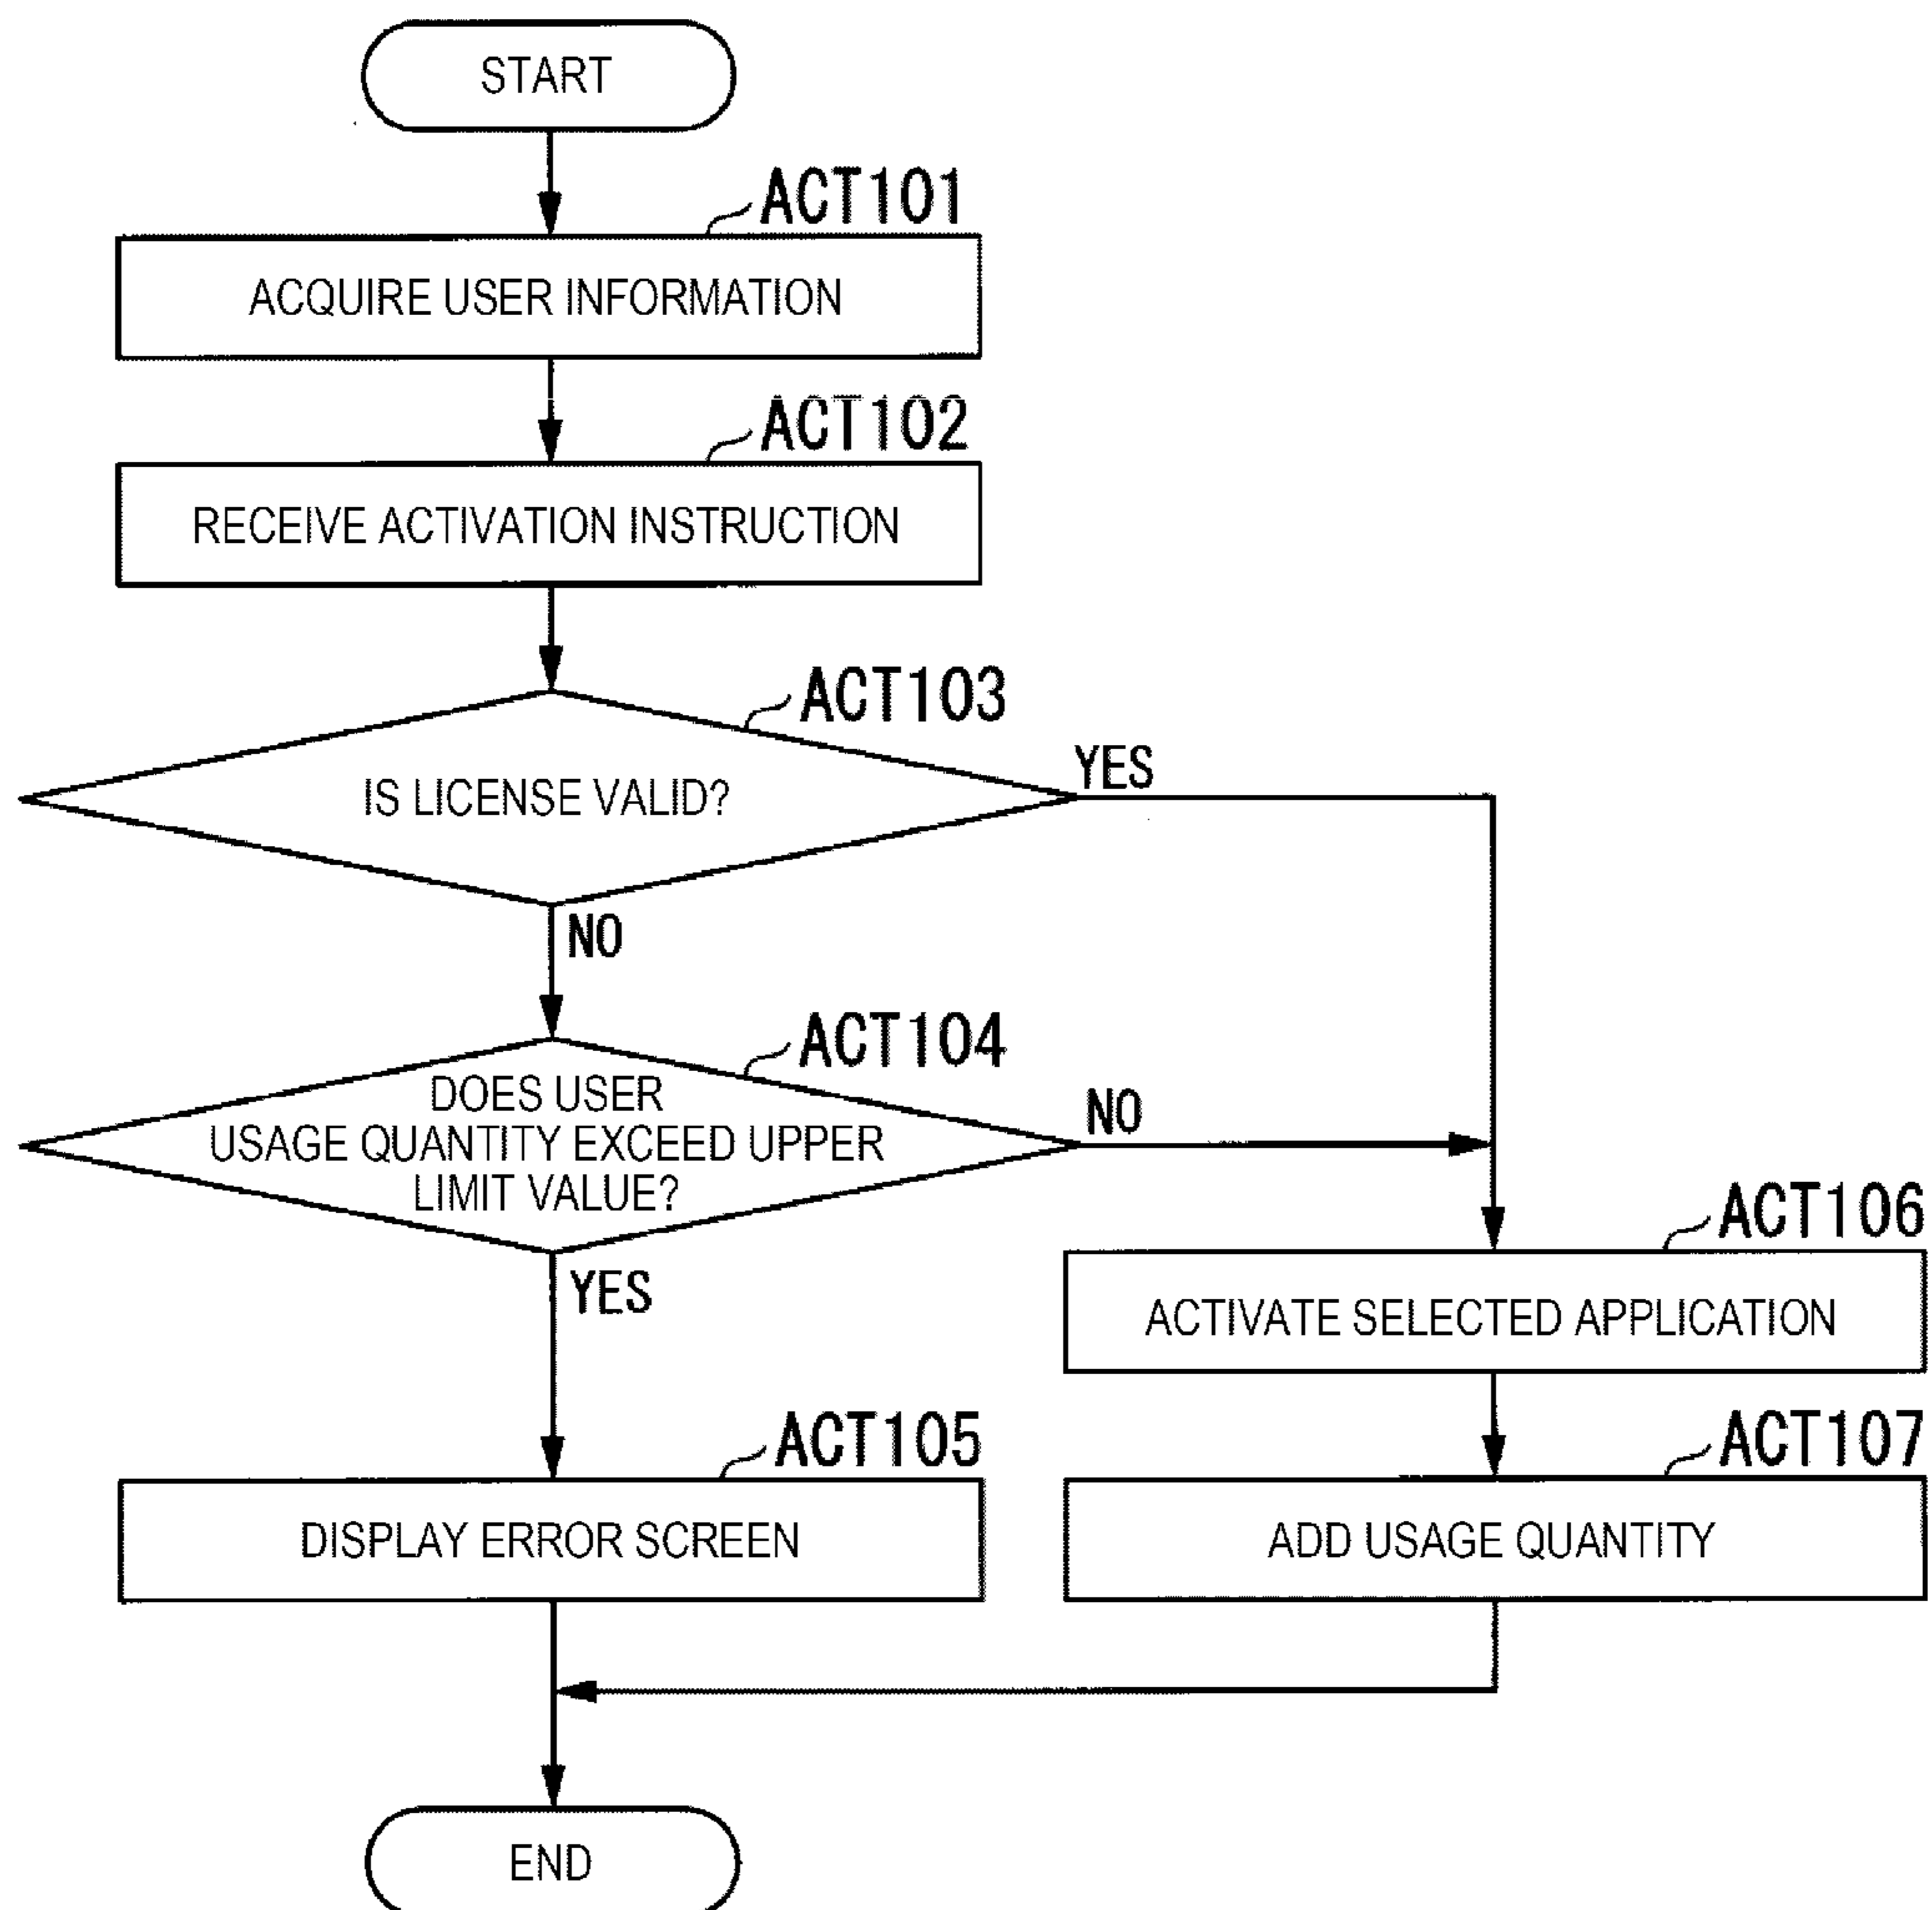 START
ACT101
ACQUIRE USER INFORMATION
ACT102
RECEIVE ACTIVATION INSTRUCTION
ACT103
IS LICENSE VALID?
YES
NO
ACT104
DOES USER
USAGE QUANTITY EXCEED UPPER
LIMIT VALUE?
NO
YES
ACT106
ACTIVATE SELECTED APPLICATION
ACT105
DISPLAY ERROR SCREEN
ACT107
ADD USAGE QUANTITY
END